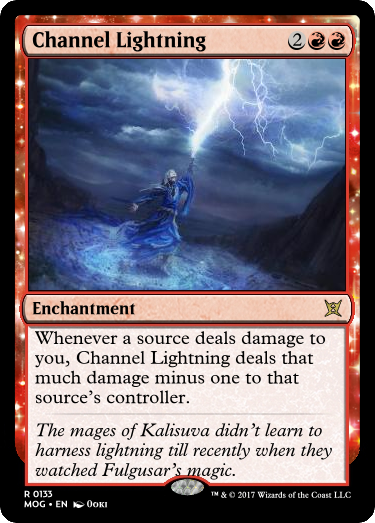 Channel Lightning 2
Enchantment
Whenever a source deals damage to
you, Channel Lightning deals that
much damage minus one to that
source's controller.
The mages of Kalisuva didn't learn to
harness lightning till recently when they
watched Fulgusar's magic.
R 0133
MOG • EN Ooki
™ & © 2017 Wizards of the Coast LLC